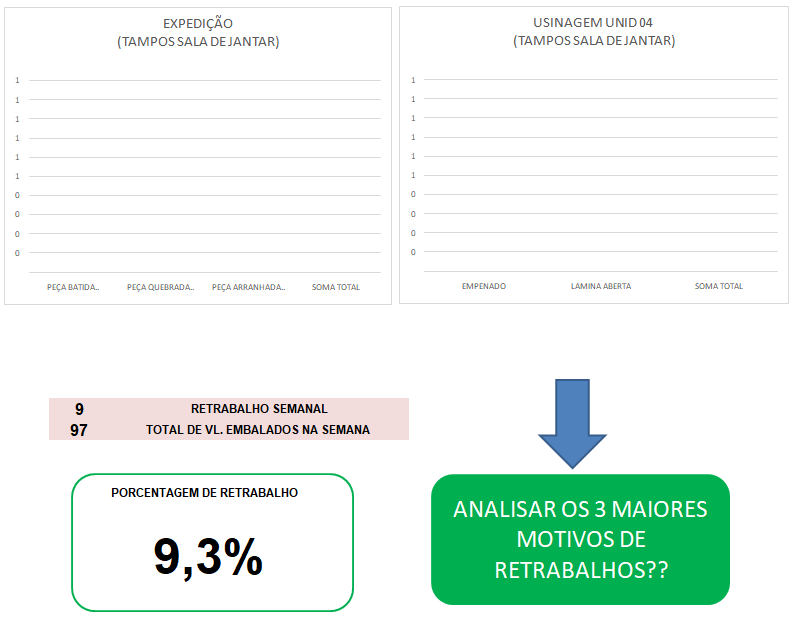 EXPEDIÇÃO
(TAMPOS SALA DE JANTAR)
1
1
1
1
1
1
0
0
0
0
PEÇA BATIDA.. PEÇA QUEBRADA.. PEÇA ARRANHADA.. SOMA TOTAL
USINAGEM UNID 04
(TAMPOS SALA DE JANTAR)
1
1
1
1
1
1
0
0
0
0
EMPENADO LAMINA ABERTA SOMA TOTAL
9 RETRABALHO SEMANAL
97 TOTAL DE VL. EMBALADOS NA SEMANA
PORCENTAGEM DE RETRABALHO
9,3%
ANALISAR OS 3 MAIORES
MOTIVOS DE
RETRABALHOS??